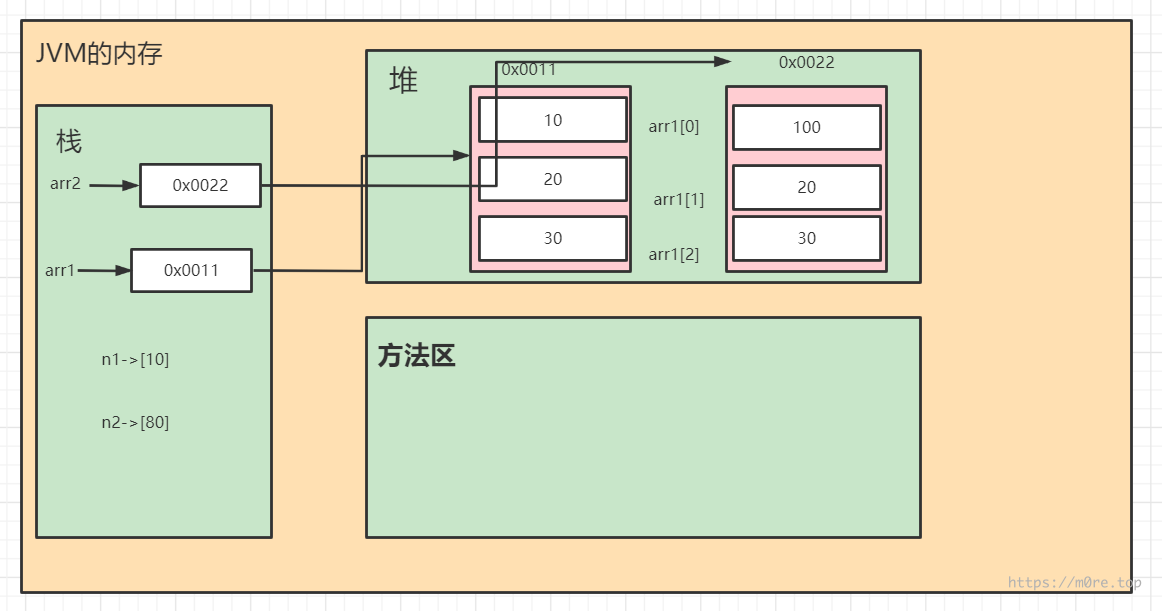 JVM的内存
栈
arr2
0x0022
arr1
0x0011
n1->[10]
n2->[80]
堆
0x0011
0x0022
10
arr1[0]
100
20
arr1[1]
20
30
arr1[2]
30
方法区
https://m0re.top